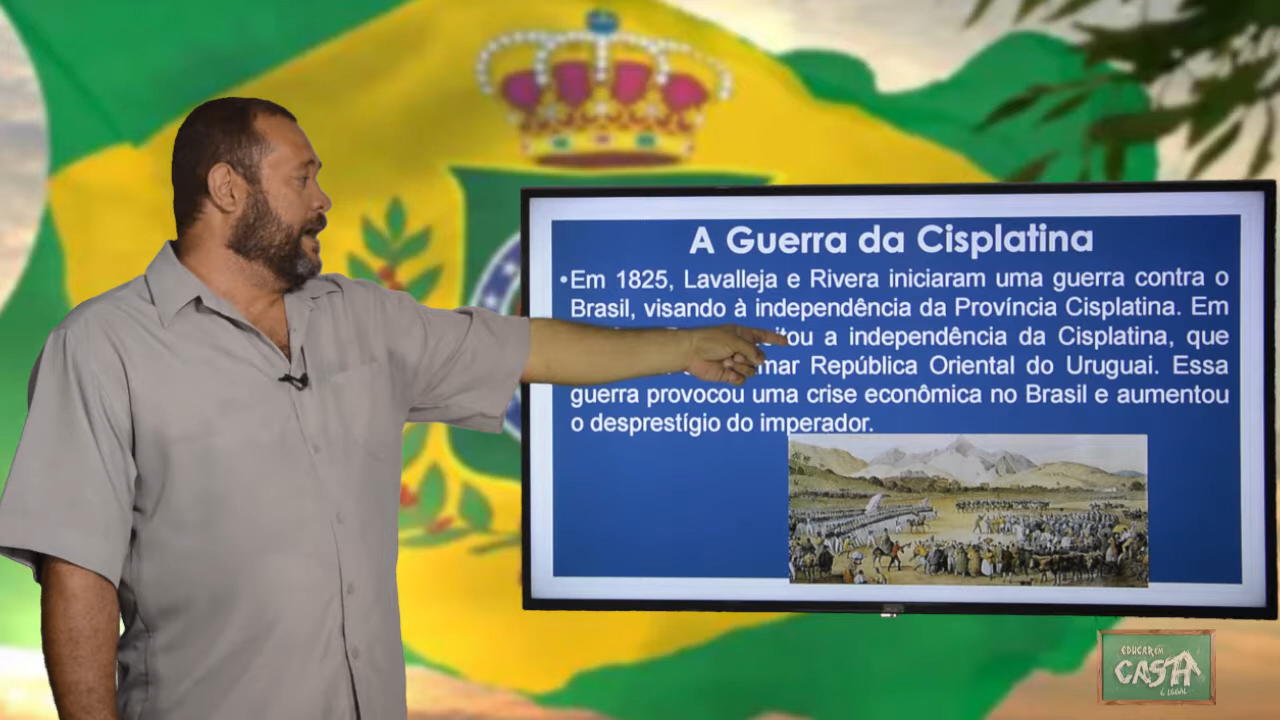 A Guerra da Cisplatina
•Em 1825, Lavalleja e Rivera iniciaram uma guerra contra o
Brasil, visando à independência da Província Cisplatina. Em
a independência da Cisplatina, que
República Oriental do Uruguai. Essa
guerra provocou uma crise econômica no Brasil e aumentou
o desprestígio do imperador.
EDUCAR EM
CASA
É LEGAL